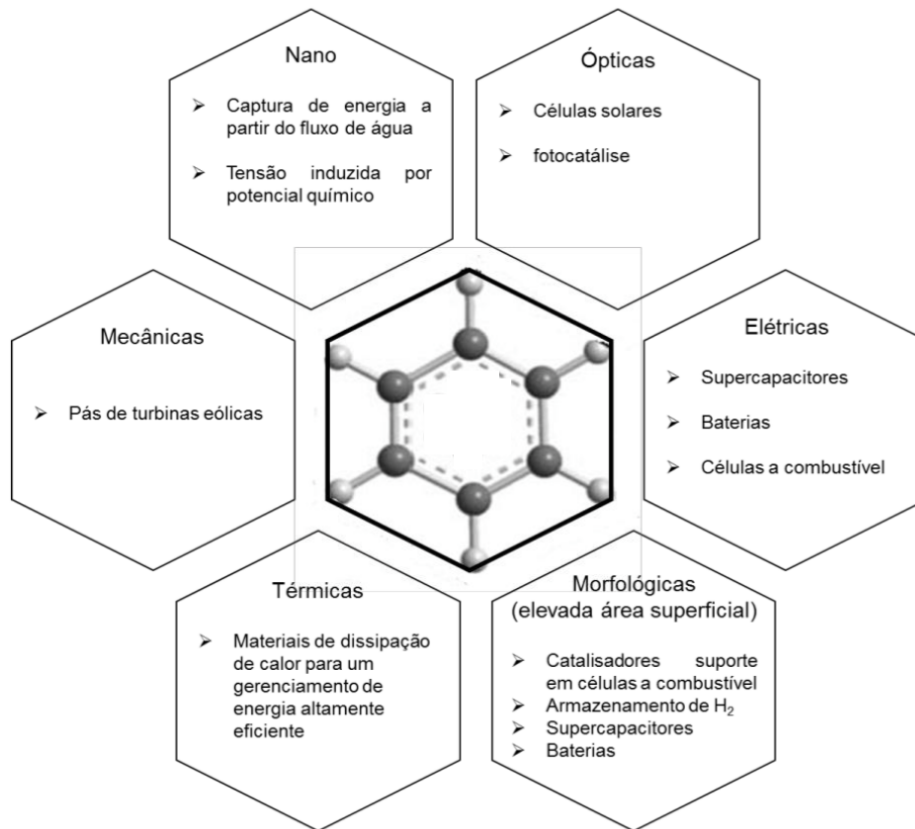 Nano
➢ Captura de energia a
partir do fluxo de água
➢ Tensão induzida por
potencial químico
Ópticas
➢ Células solares
➢ fotocatálise
Mecânicas
➢ Pás de turbinas eólicas
Elétricas
➢ Supercapacitores
➢ Baterias
➢ Células a combustível
Térmicas
➢ Materiais de dissipação
de calor para um
gerenciamento de
energia altamente
eficiente
Morfológicas
(elevada área superficial)
➢ Catalisadores suporte
em células a combustível
➢ Armazenamento de H₂
➢ Supercapacitores
➢ Baterias